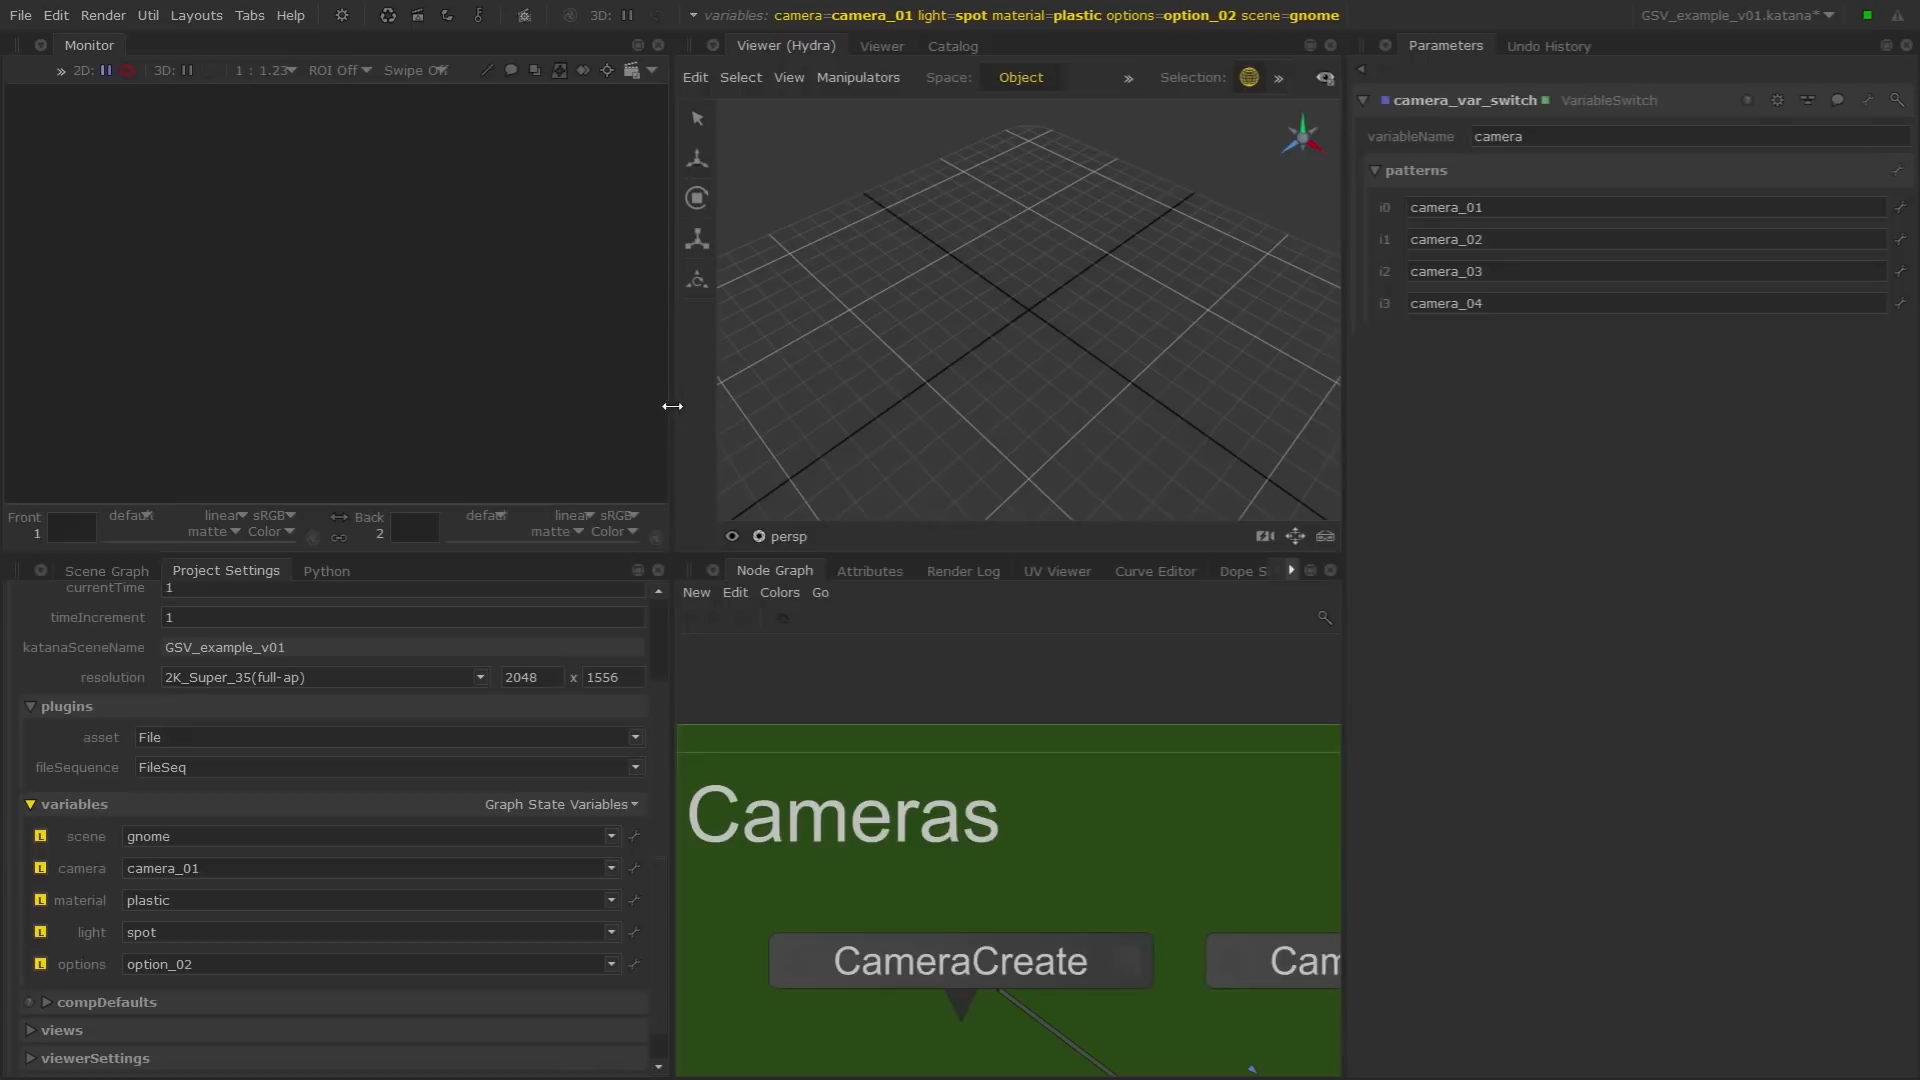 File Edit Render Util Layouts Tabs Help 3D: variables: camera=camera_01 light=spot material=plastic options=option_02 scene=gnome GSV_example_v01.katana*
Monitor
2D: 3D: 1 : 1.23 ROI Off Swipe Off
Front
1
default
linear sRGB
matte Color
Back
2
default
linear sRGB
matte Color
Viewer (Hydra) Viewer Catalog
Edit Select View Manipulators Space: Object » Selection: »
persp
Parameters Undo History
camera_var_switch VariableSwitch
variableName camera
patterns
i0 camera_01
i1 camera_02
i2 camera_03
i3 camera_04
Scene Graph Project Settings Python
currentTime 1
timeIncrement 1
katanaSceneName GSV_example_v01
resolution 2K_Super_35(full-ap) 2048 x 1556
plugins
asset File
fileSequence FileSeq
variables Graph State Variables
L scene gnome
L camera camera_01
L material plastic
L light spot
L options option_02
compDefaults
views
viewerSettings
Node Graph Attributes Render Log UV Viewer Curve Editor Dope S
New Edit Colors Go
Cameras
CameraCreate
Cam